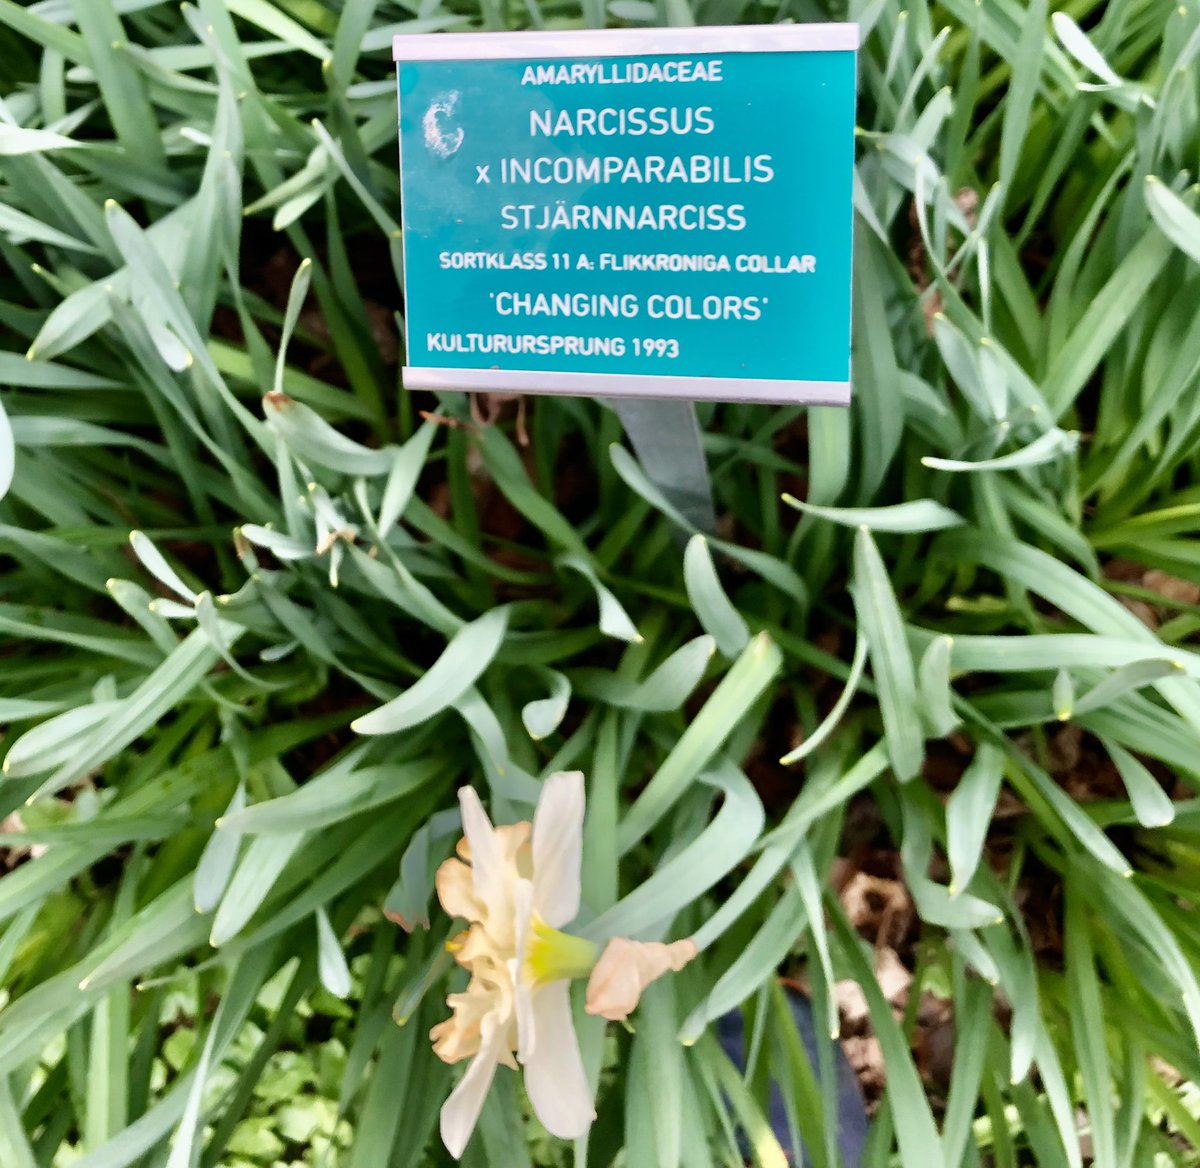 AMARYLLIDACEAE
NARCISSUS
x INCOMPARABILIS
STJÄRNNARCISS
SORTKLASS 11 A: FLIKKRONIGA COLLAR
'CHANGING COLORS'
KULTURURSPRUNG 1993